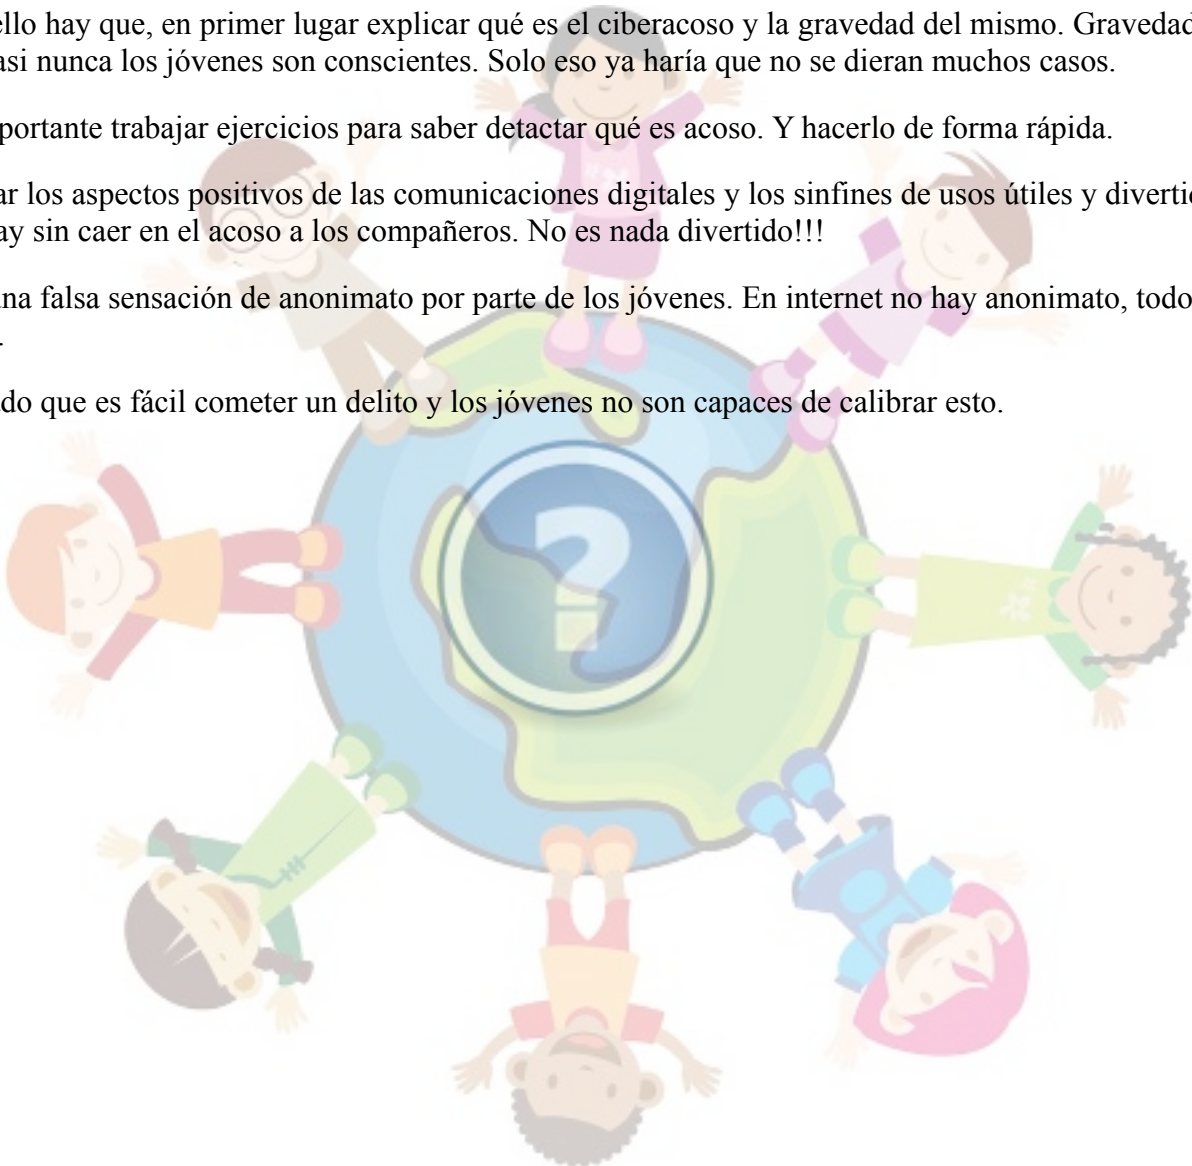 ello hay que, en primer lugar explicar qué es el ciberacoso y la gravedad del mismo. Gravedad
asi nunca los jóvenes son conscientes. Solo eso ya haría que no se dieran muchos casos.
portante trabajar ejercicios para saber detactar qué es acoso. Y hacerlo de forma rápida.
ar los aspectos positivos de las comunicaciones digitales y los sinfines de usos útiles y diverti
ay sin caer en el acoso a los compañeros. No es nada divertido!!!
una falsa sensación de anonimato por parte de los jóvenes. En internet no hay anonimato, todo
.
do que es fácil cometer un delito y los jóvenes no son capaces de calibrar esto.
?